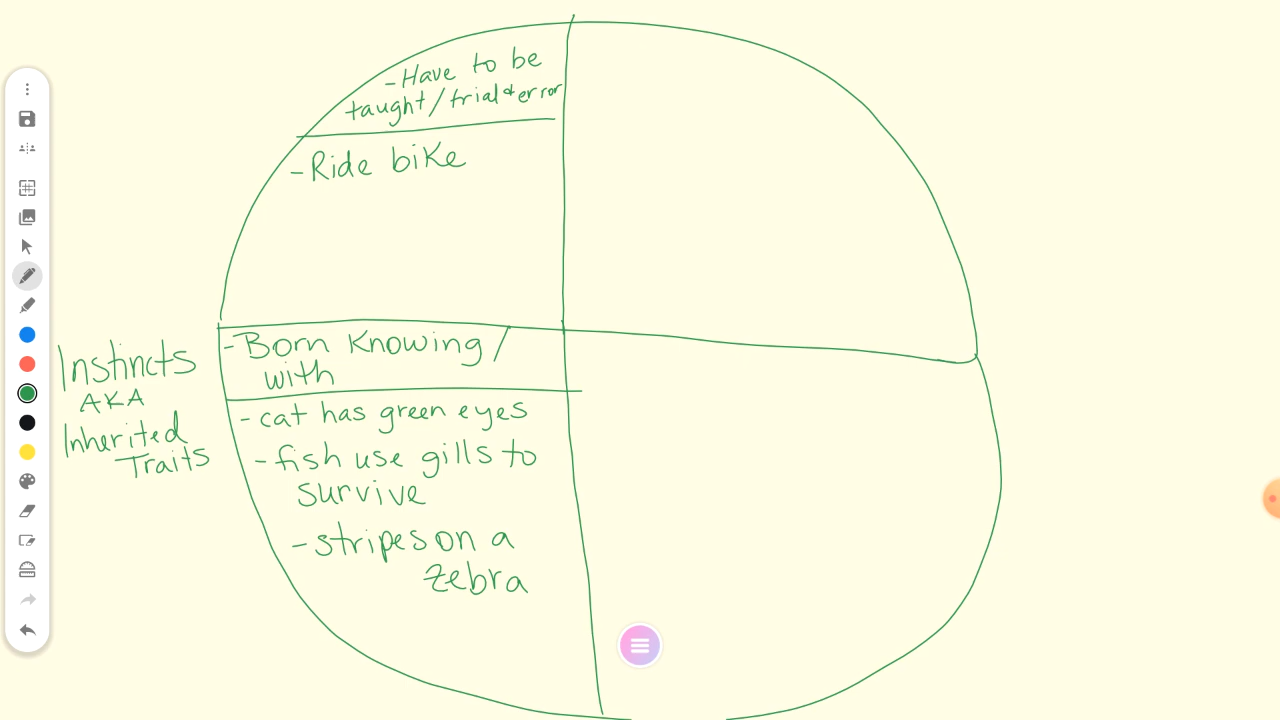 -Have to be
taught/trial & error
-Ride bike
-Born Knowing/
with
-cat has green eyes
-fish use gills to
survive
-stripes on a
zebra
Instincts
AKA
Inherited
Traits